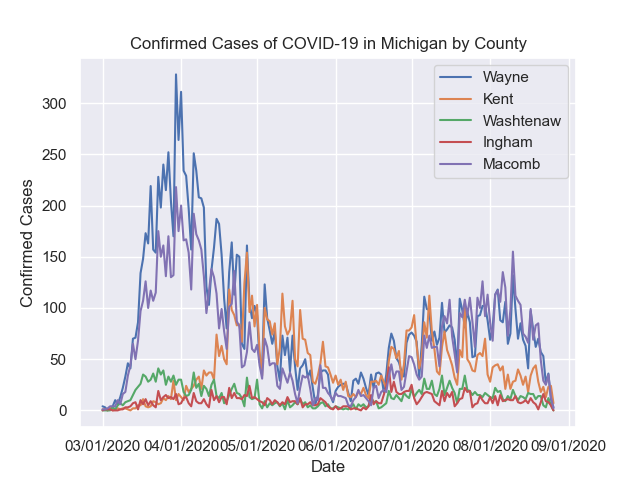 Confirmed Cases of COVID-19 in Michigan by County
Wayne
Kent
Washtenaw
Ingham
Macomb
Confirmed Cases
300
250
200
150
100
50
0
03/01/2020 04/01/2020 05/01/2020 06/01/2020 07/01/2020 08/01/2020 09/01/2020
Date